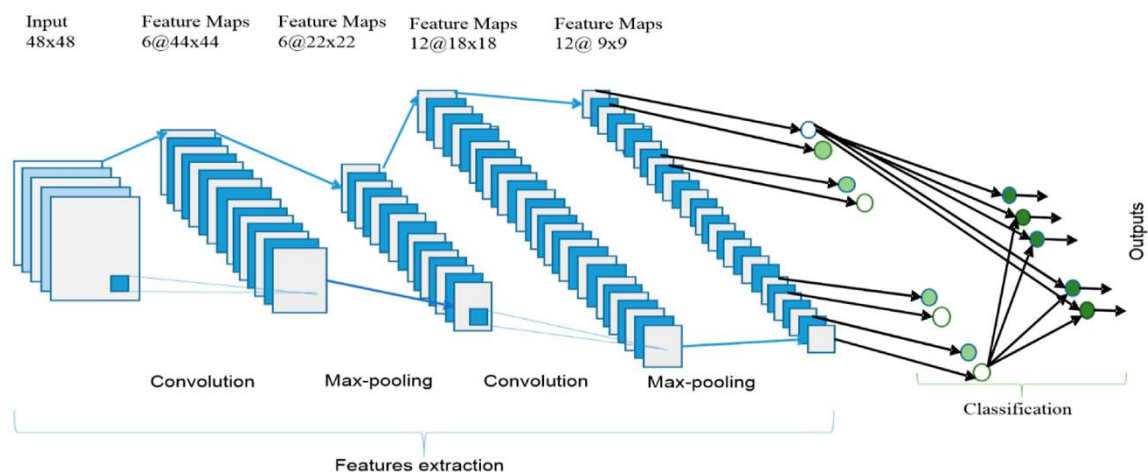 Input
48x48
Feature Maps
6@44x44
Feature Maps
6@22x22
Feature Maps
12@18x18
Feature Maps
12@ 9x9
Outputs
Convolution
Max-pooling
Convolution
Max-pooling
Classification
Features extraction